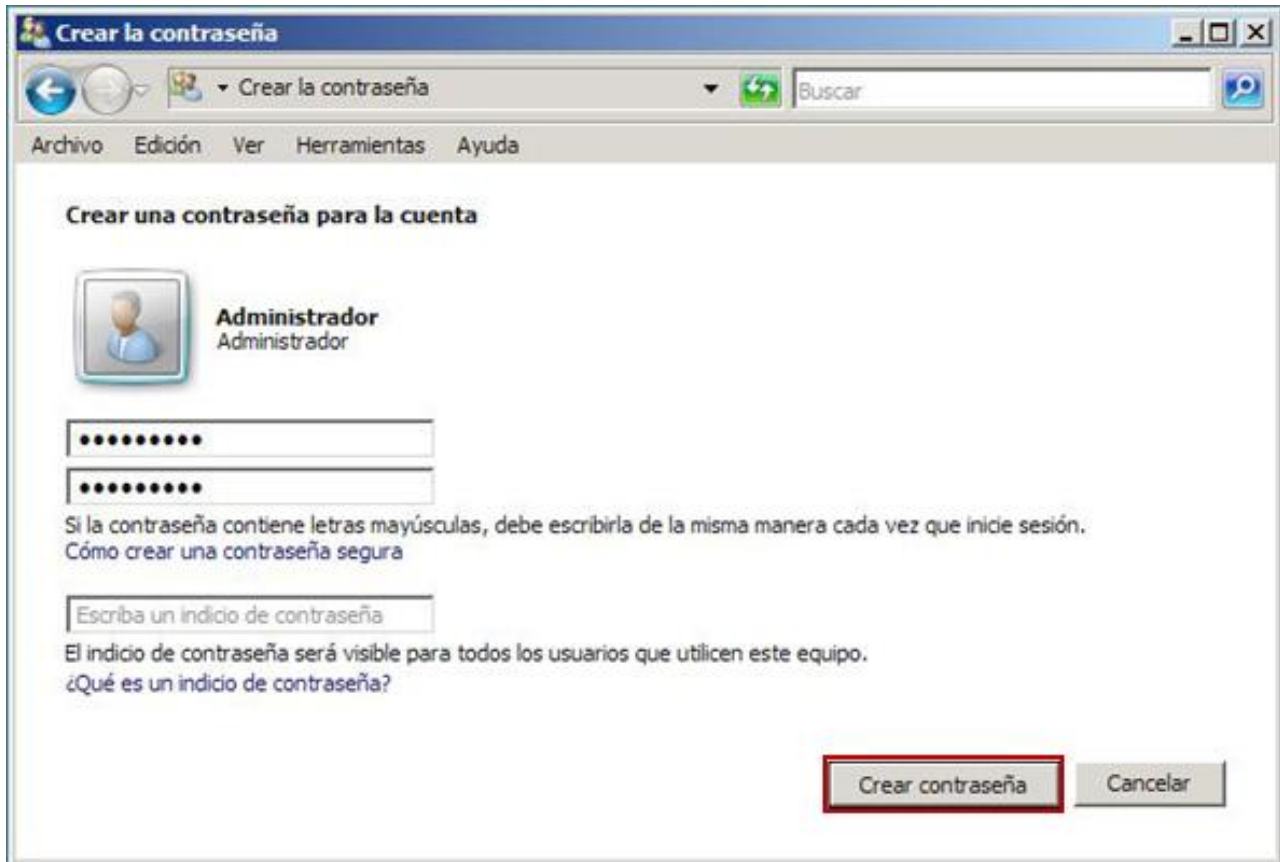 Crear la contraseña
Crear la contraseña
Buscar
Archivo Edición Ver Herramientas Ayuda
Crear una contraseña para la cuenta
Administrador
Administrador
•••••••••
•••••••••
Si la contraseña contiene letras mayúsculas, debe escribirla de la misma manera cada vez que inicie sesión.
Cómo crear una contraseña segura
Escriba un indicio de contraseña
El indicio de contraseña será visible para todos los usuarios que utilicen este equipo.
¿Qué es un indicio de contraseña?
Crear contraseña Cancelar